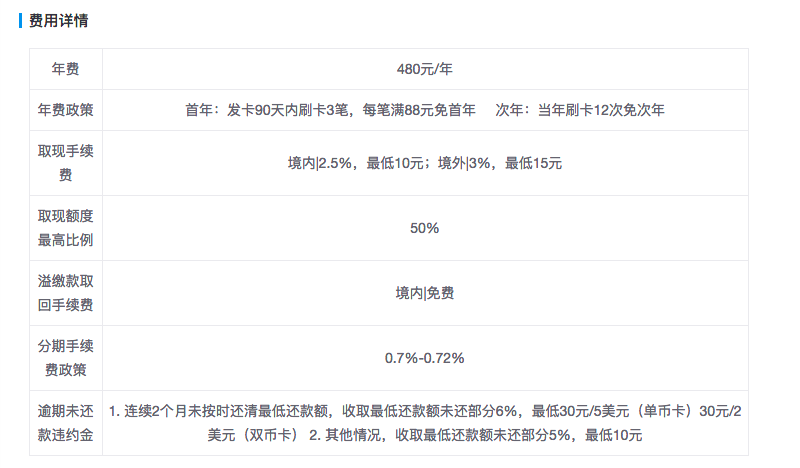 费用详情
年费
480元/年
年费政策
首年：发卡90天内刷卡3笔，每笔满88元免首年 次年：当年刷卡12次免次年
取现手续
费
境内|2.5%，最低10元；境外|3%，最低15元
取现额度
最高比例
50%
溢缴款取
回手续费
境内|免费
分期手续
费政策
0.7%-0.72%
逾期未还
款违约金
1. 连续2个月未按时还清最低还款额，收取最低还款额未还部分6%，最低30元/5美元（单币卡）30元/2
美元（双币卡） 2. 其他情况，收取最低还款额未还部分5%，最低10元